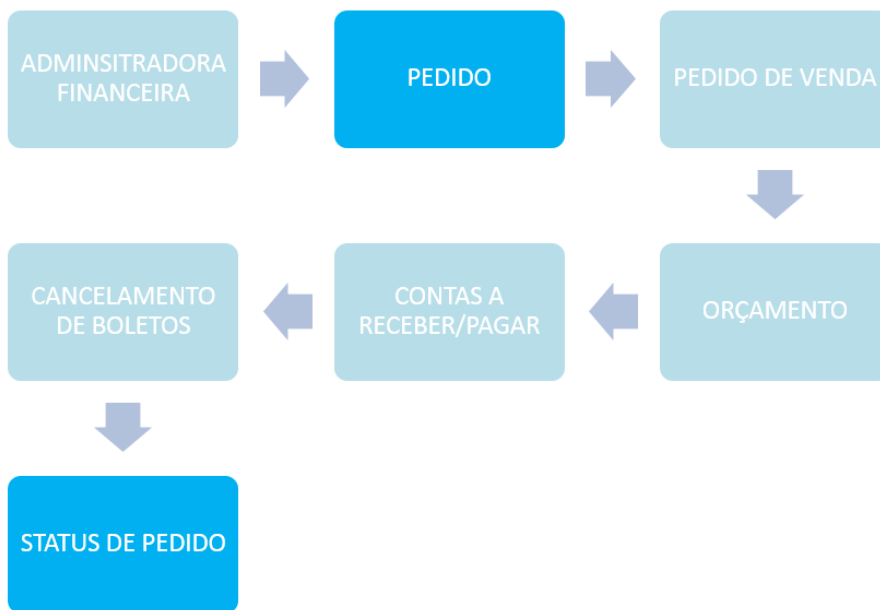 ADMINSITRADORA
FINANCEIRA
PEDIDO
PEDIDO DE VENDA
ORÇAMENTO
CONTAS A
RECEBER/PAGAR
CANCELAMENTO
DE BOLETOS
STATUS DE PEDIDO